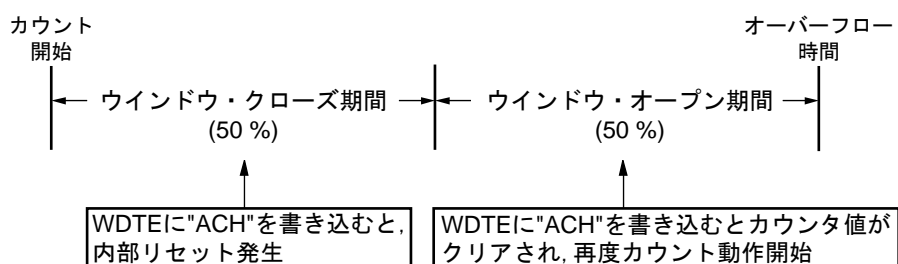 カウント
開始
オーバーフロー
時間
ウインドウ・クローズ期間
(50 %)
ウインドウ・オープン期間
(50 %)
WDTEに"ACH"を書き込むと,
内部リセット発生
WDTEに"ACH"を書き込むとカウンタ値が
クリアされ, 再度カウント動作開始